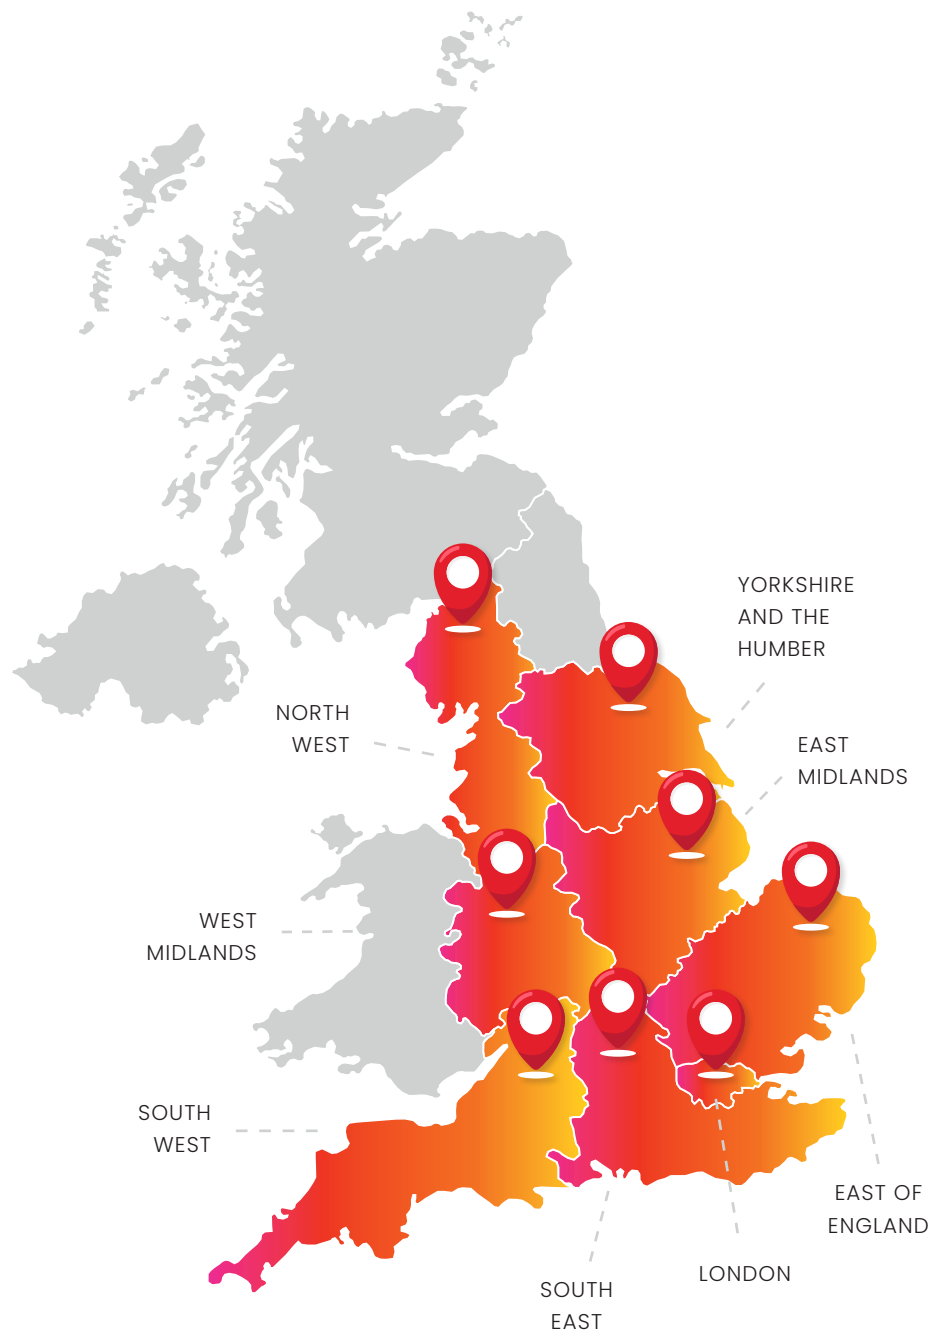 YORKSHIRE
AND THE
HUMBER
NORTH
WEST
EAST
MIDLANDS
WEST
MIDLANDS
SOUTH
WEST
EAST OF
ENGLAND
LONDON
SOUTH
EAST